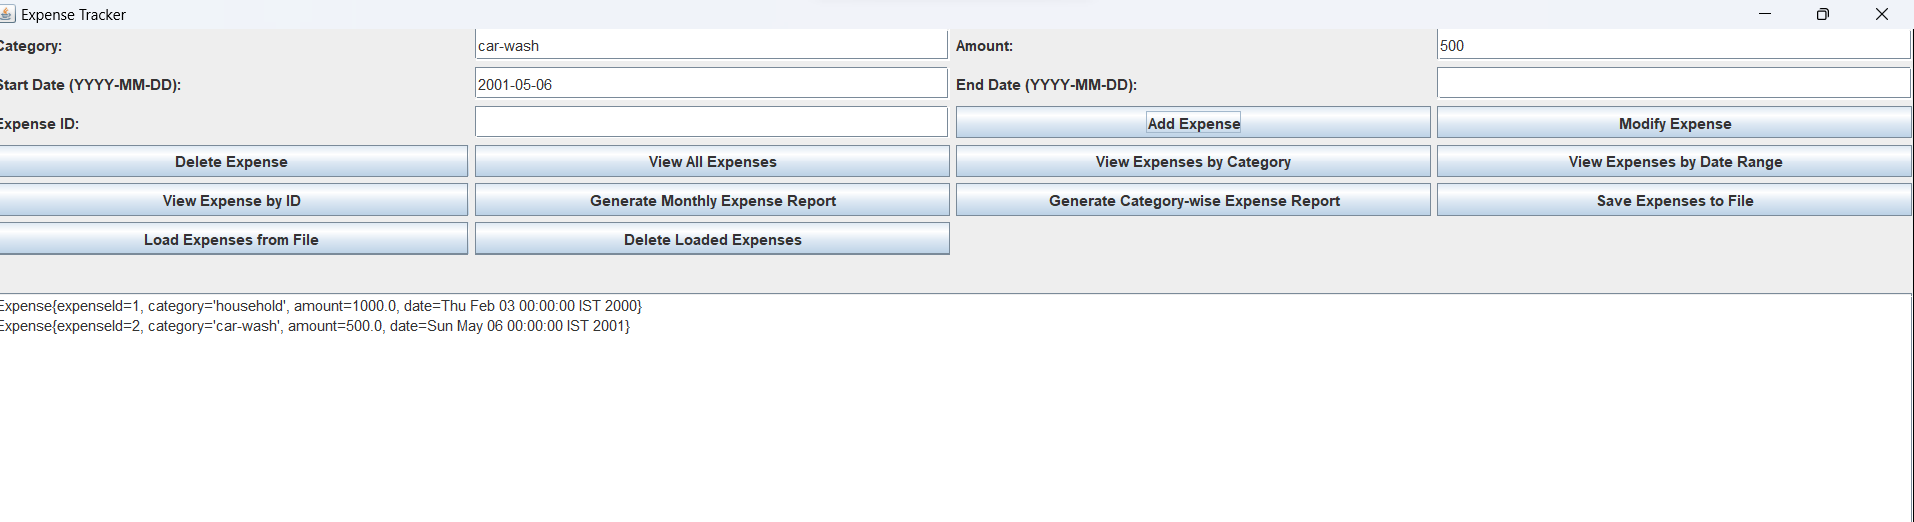 Expense Tracker
Category: car-wash Amount: 500
Start Date (YYYY-MM-DD): 2001-05-06 End Date (YYYY-MM-DD):
Expense ID: Add Expense Modify Expense
Delete Expense View All Expenses View Expenses by Category View Expenses by Date Range
View Expense by ID Generate Monthly Expense Report Generate Category-wise Expense Report Save Expenses to File
Load Expenses from File Delete Loaded Expenses
Expense{expenseId=1, category='household', amount=1000.0, date=Thu Feb 03 00:00:00 IST 2000}
Expense{expenseId=2, category='car-wash', amount=500.0, date=Sun May 06 00:00:00 IST 2001}